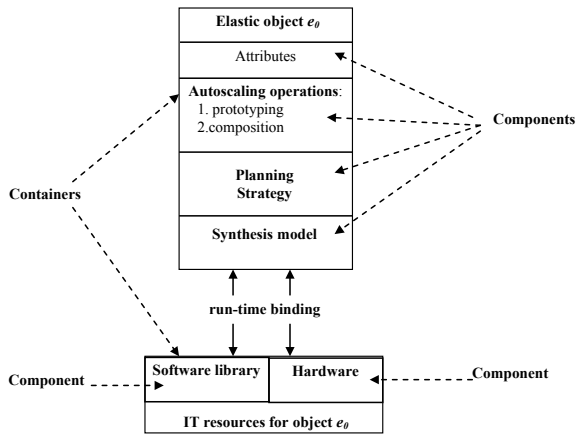 Elastic object e₀
Attributes
Autoscaling operations:
1. prototyping
2.composition
Components
Planning
Strategy
Containers
Synthesis model
run-time binding
Software library
Hardware
Component
Component
IT resources for object e₀